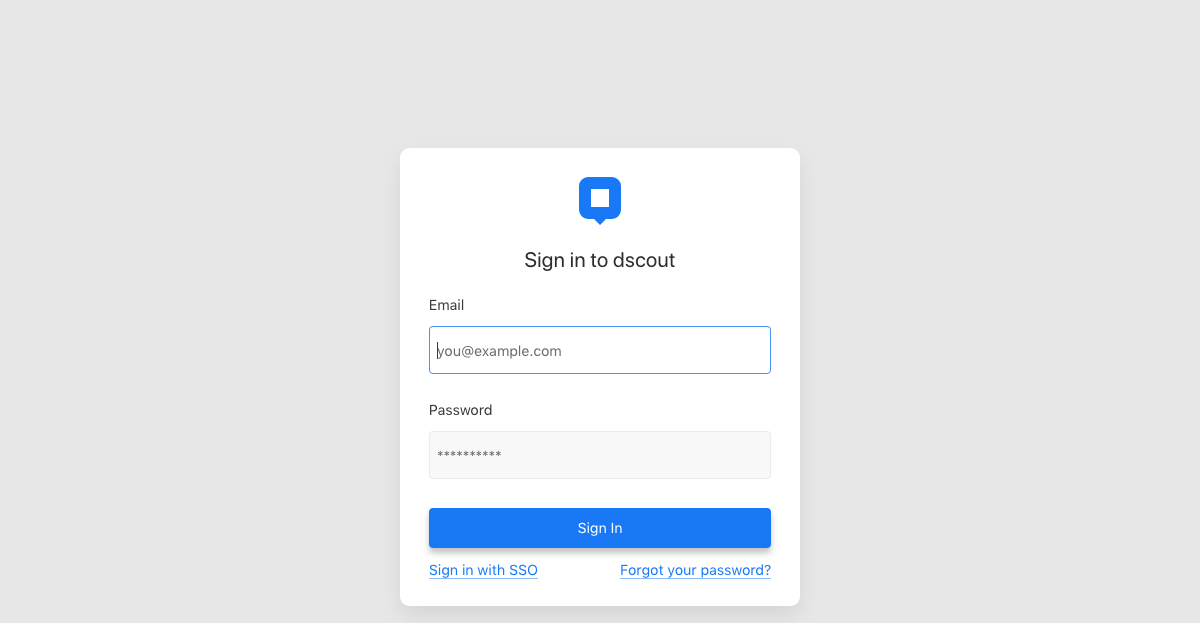 Sign in to dscout
Email
you@example.com
Password
**********
Sign In
Sign in with SSO
Forgot your password?